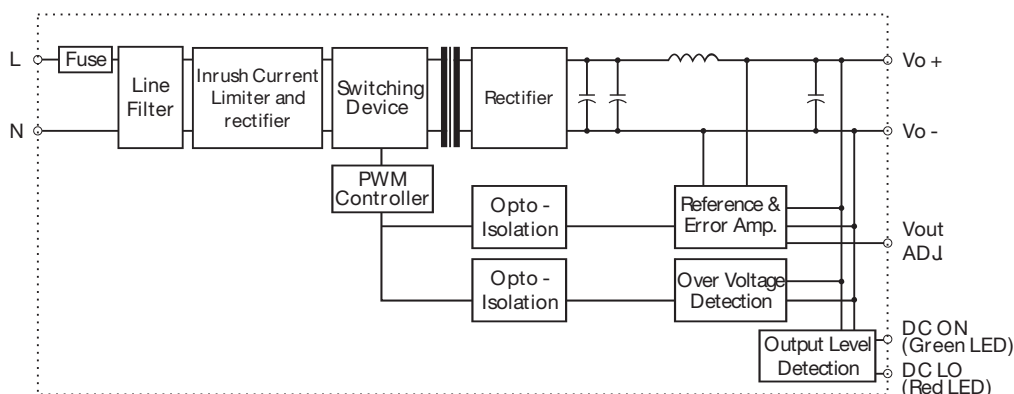 L
Fuse
N
Line
Filter
Inrush Current
Limiter and
rectifier
Switching
Device
Rectifier
Vo +
Vo -
PWM
Controller
Opto -
Isolation
Reference &
Error Amp.
Vout
ADJ.
Opto -
Isolation
Over Voltage
Detection
Output Level
Detection
DC ON
(Green LED)
DC LO
(Red LED)